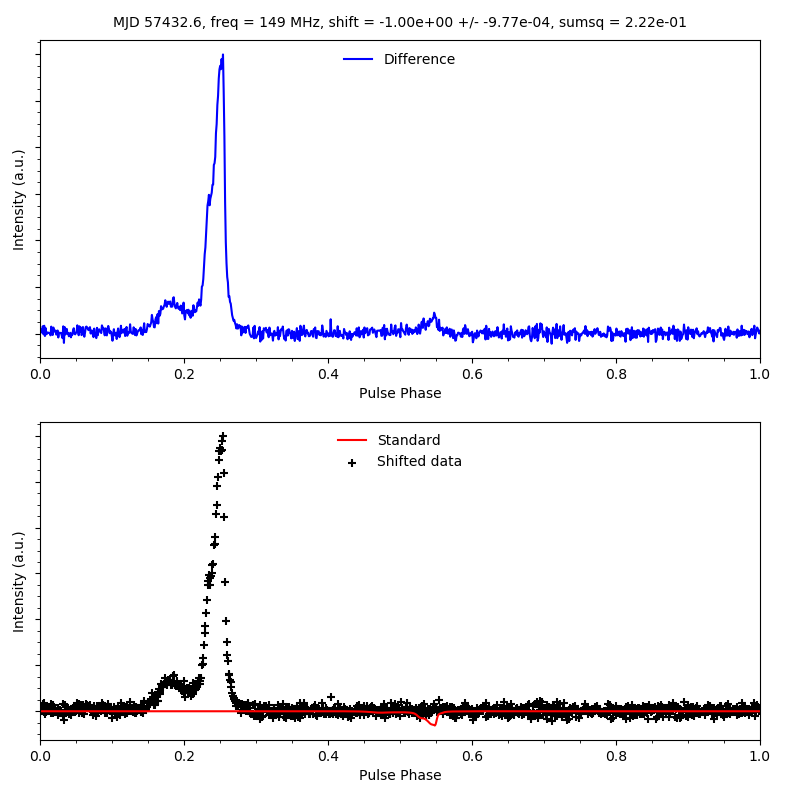 MJD 57432.6, freq = 149 MHz, shift = -1.00e+00 +/- -9.77e-04, sumsq = 2.22e-01
Difference
Intensity (a.u.)
0.0 0.2 0.4 0.6 0.8 1.0
Pulse Phase
Standard
Shifted data
Intensity (a.u.)
0.0 0.2 0.4 0.6 0.8 1.0
Pulse Phase